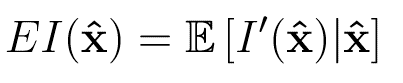 EI(x̂) = 𝔼 [I′(x̂)|x̂]